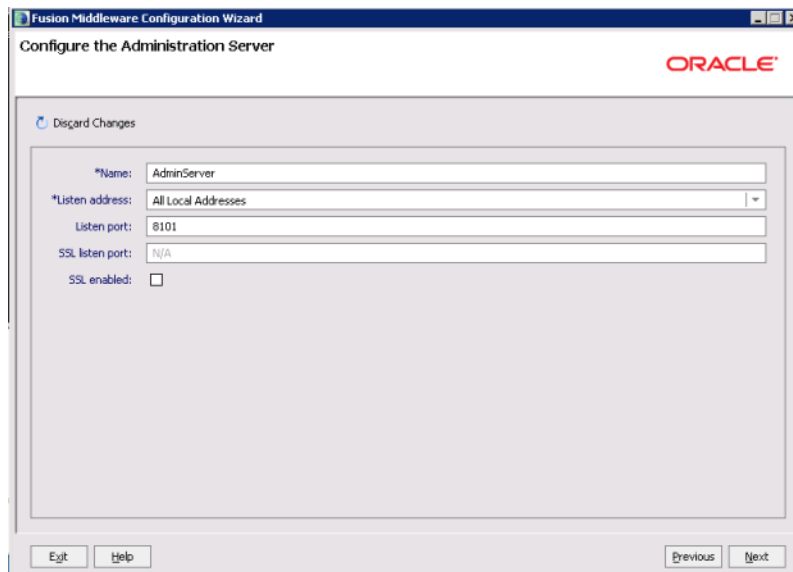 Fusion Middleware Configuration Wizard
Configure the Administration Server
ORACLE
Discard Changes
*Name: AdminServer
*Listen address: All Local Addresses
Listen port: 8101
SSL listen port: N/A
SSL enabled:
Exit Help Previous Next